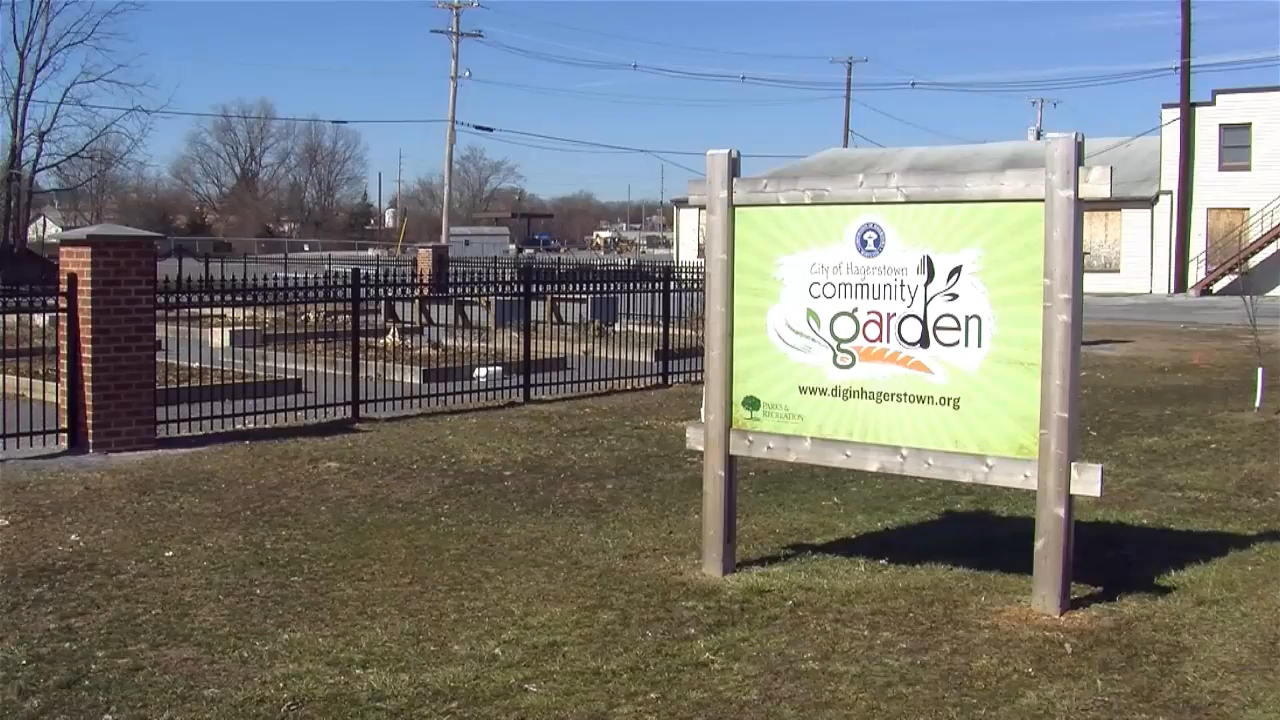 City of Hagerstown
community
garden
www.diginhagerstown.org
PARKS &
RECREATION